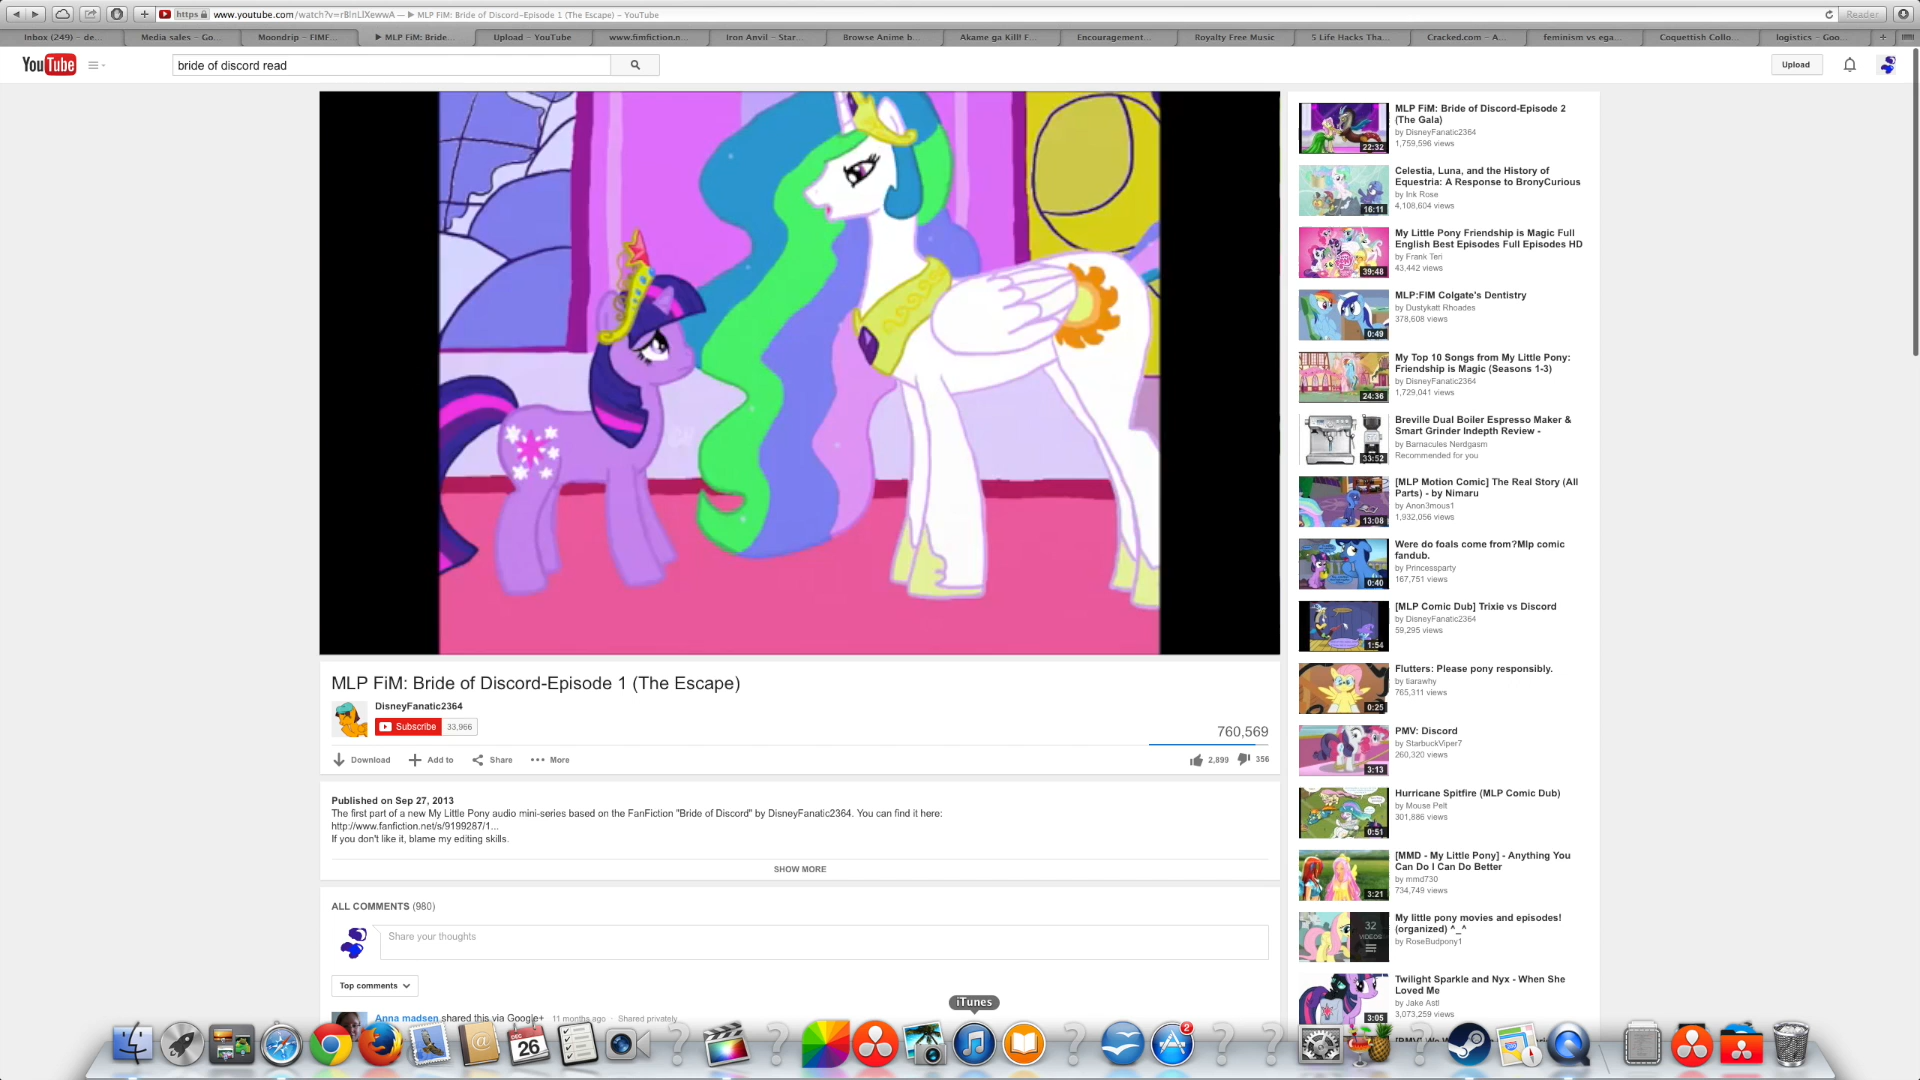 https www.youtube.com/watch?v=rBlnLlXewwA — ▶ MLP FiM: Bride of Discord-Episode 1 (The Escape) – YouTube
Reader
Inbox (249) – de...
Media sales – Go...
Moondrip – FIMF...
▶ MLP FiM: Bride...
Upload – YouTube
www.fimfiction.n...
Iron Anvil – Star...
Browse Anime b...
Akame ga Kill! F...
Encouragement...
Royalty Free Music
5 Life Hacks Tha...
Cracked.com – A...
feminism vs ega...
Coquettish Collo...
logistics – Goo...
YouTube
bride of discord read
Upload
MLP FiM: Bride of Discord-Episode 1 (The Escape)
DisneyFanatic2364
Subscribe 33,966
760,569
Download
Add to
Share
More
2,899
356
Published on Sep 27, 2013
The first part of a new My Little Pony audio mini-series based on the FanFiction "Bride of Discord" by DisneyFanatic2364. You can find it here:
http://www.fanfiction.net/s/9199287/1...
If you don't like it, blame my editing skills.
SHOW MORE
ALL COMMENTS (980)
Share your thoughts
Top comments
Anna madsen shared this via Google+ 11 months ago · Shared privately
MLP FiM: Bride of Discord-Episode 2
(The Gala)
by DisneyFanatic2364
1,759,596 views
22:32
Celestia, Luna, and the History of
Equestria: A Response to BronyCurious
by Ink Rose
4,108,604 views
16:11
My Little Pony Friendship is Magic Full
English Best Episodes Full Episodes HD
by Frank Teri
43,442 views
39:48
MLP:FIM Colgate's Dentistry
by Dustykatt Rhoades
378,608 views
0:49
My Top 10 Songs from My Little Pony:
Friendship is Magic (Seasons 1-3)
by DisneyFanatic2364
1,729,041 views
24:36
Breville Dual Boiler Espresso Maker &
Smart Grinder Indepth Review -
by Barnacules Nerdgasm
Recommended for you
33:52
[MLP Motion Comic] The Real Story (All
Parts) - by Nimaru
by Anon3mous1
1,932,056 views
13:08
Were do foals come from?Mlp comic
fandub.
by Princessparty
167,751 views
0:40
[MLP Comic Dub] Trixie vs Discord
by DisneyFanatic2364
59,295 views
1:54
Flutters: Please pony responsibly.
by tiarawhy
765,311 views
0:25
PMV: Discord
by StarbuckViper7
260,320 views
3:13
Hurricane Spitfire (MLP Comic Dub)
by Mouse Pelt
301,886 views
0:51
[MMD - My Little Pony] - Anything You
Can Do I Can Do Better
by mmd730
734,749 views
3:21
My little pony movies and episodes!
(organized) ^_^
by RoseBudpony1
32
VIDEOS
Twilight Sparkle and Nyx - When She
Loved Me
by Jake Astl
3,073,259 views
3:05
iTunes
DEC
26
2